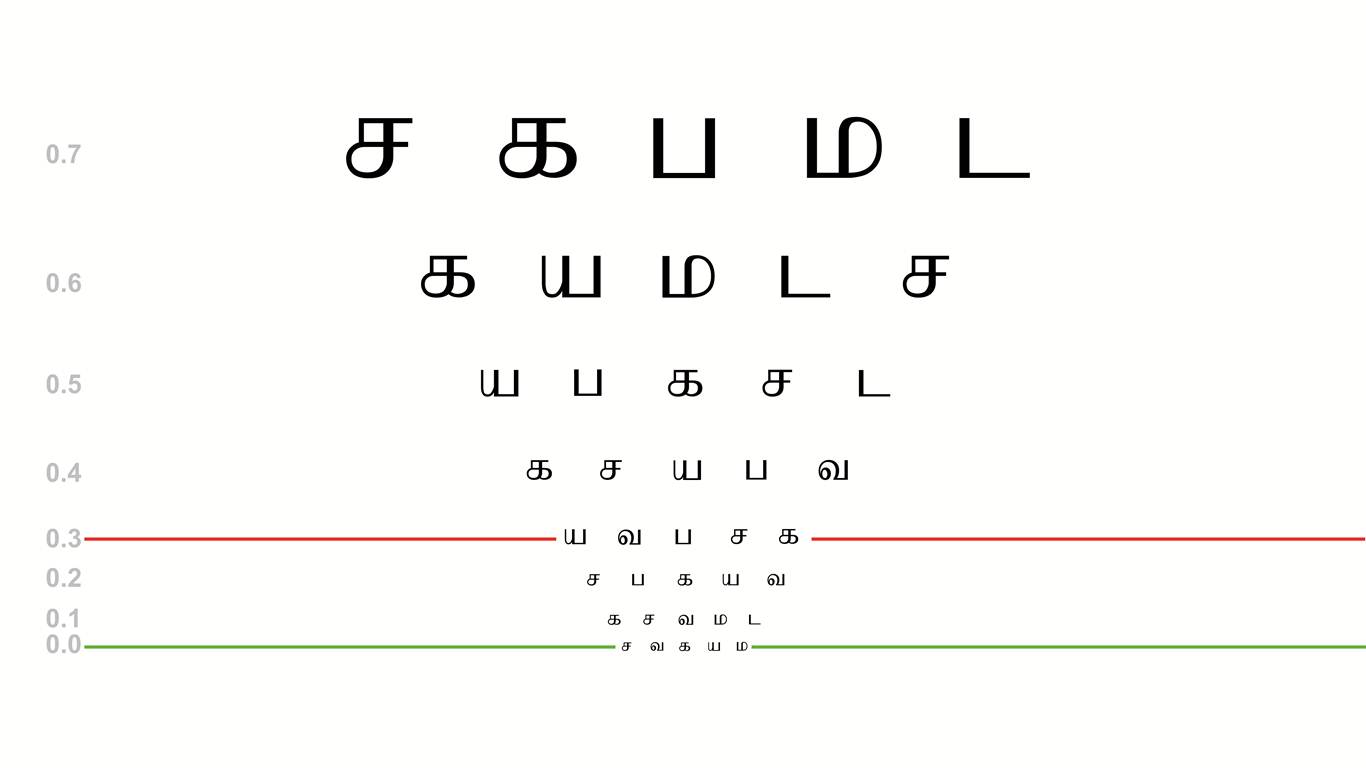 0.7 ச க ப ம ட
0.6 க ய ம ட ச
0.5 ய ப க ச ட
0.4 க ச ய ப வ
0.3 ய வ ப ச க
0.2 ச ப க ய வ
0.1 க ச வ ம ட
0.0 ச வ க ய ம